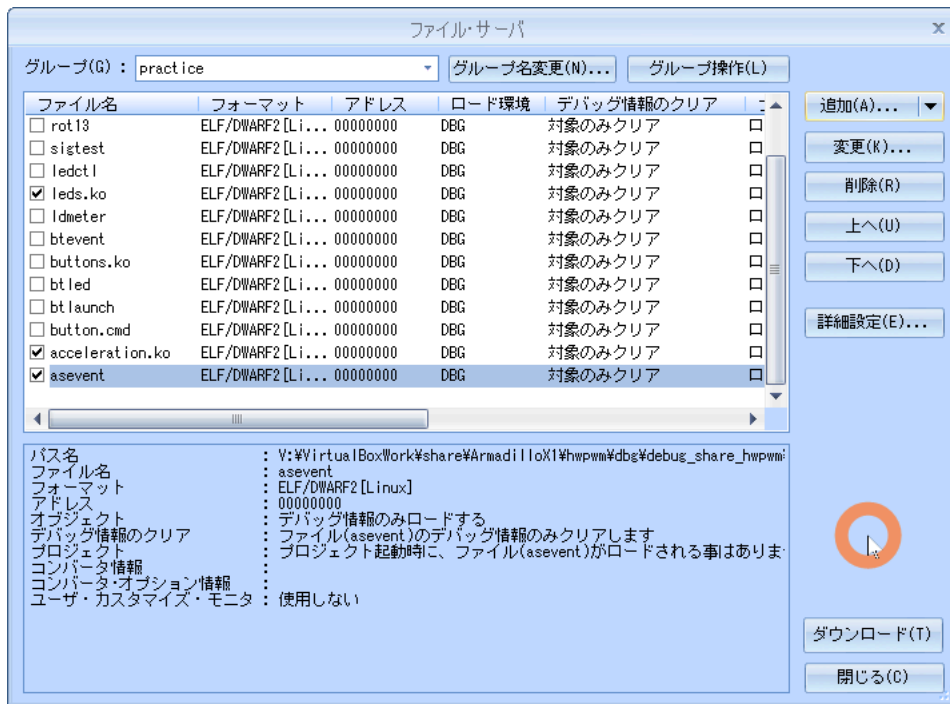 ファイル・サーバ x
グループ(G) : practice グループ名変更(N)... グループ操作(L)
ファイル名 フォーマット アドレス ロード環境 デバッグ情報のクリア
rot13 ELF/DWARF2[Li... 00000000 DBG 対象のみクリア ロ
sigtest ELF/DWARF2[Li... 00000000 DBG 対象のみクリア ロ
ledctl ELF/DWARF2[Li... 00000000 DBG 対象のみクリア ロ
leds.ko ELF/DWARF2[Li... 00000000 DBG 対象のみクリア ロ
ldmeter ELF/DWARF2[Li... 00000000 DBG 対象のみクリア ロ
btevent ELF/DWARF2[Li... 00000000 DBG 対象のみクリア ロ
buttons.ko ELF/DWARF2[Li... 00000000 DBG 対象のみクリア ロ
btled ELF/DWARF2[Li... 00000000 DBG 対象のみクリア ロ
btlaunch ELF/DWARF2[Li... 00000000 DBG 対象のみクリア ロ
button.cmd ELF/DWARF2[Li... 00000000 DBG 対象のみクリア ロ
acceleration.ko ELF/DWARF2[Li... 00000000 DBG 対象のみクリア ロ
asevent ELF/DWARF2[Li... 00000000 DBG 対象のみクリア ロ
追加(A)...
変更(K)...
削除(R)
上へ(U)
下へ(D)
詳細設定(E)...
パス名 : V:¥VirtualBoxWork¥share¥ArmadilloX1¥hwpwm¥dbg¥debug_share_hwpwm
ファイル名 : asevent
フォーマット : ELF/DWARF2[Linux]
アドレス : 00000000
オブジェクト : デバッグ情報のみロードする
デバッグ情報のクリア : ファイル(asevent)のデバッグ情報のみクリアします
プロジェクト : プロジェクト起動時に、ファイル(asevent)がロードされる事はありま
コンバータ情報 :
コンバータ・オプション情報 :
ユーザ・カスタマイズ・モニタ : 使用しない
ダウンロード(T)
閉じる(C)